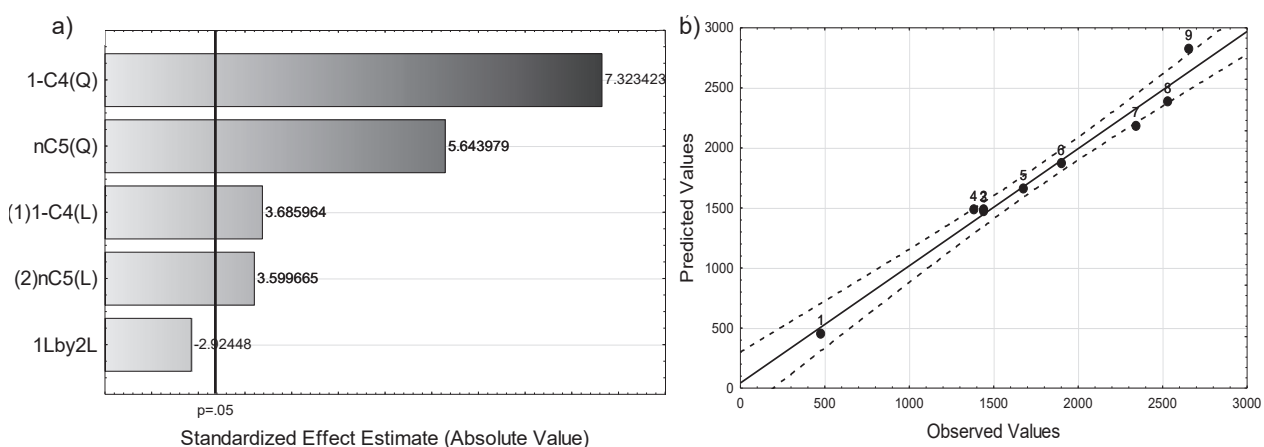 a)
1-C4(Q)
7.323423
nC5(Q)
5.643979
(1)1-C4(L)
3.685964
(2)nC5(L)
3.599665
1Lby2L
-2.92448
p=.05
Standardized Effect Estimate (Absolute Value)
b)
3000
2500
2000
1500
1000
500
0
Predicted Values
1
4
2
5
6
7
8
9
0
500
1000
1500
2000
2500
3000
Observed Values